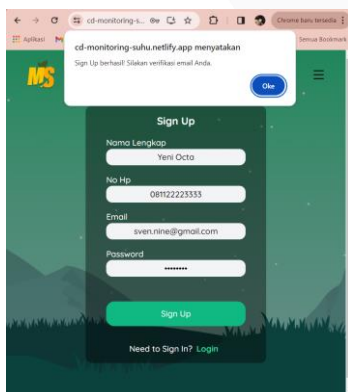 cd-monitoring-s...
Chrome baru tersedia
Aplikasi
Semua Bookmark
cd-monitoring-suhu.netlify.app menyatakan
Sign Up berhasil! Silakan verifikasi email Anda.
Oke
MS
Sign Up
Nama Lengkap
Yeni Octa
No Hp
081122223333
Email
sven.nine@gmail.com
Password
••••••••
Sign Up
Need to Sign In? Login